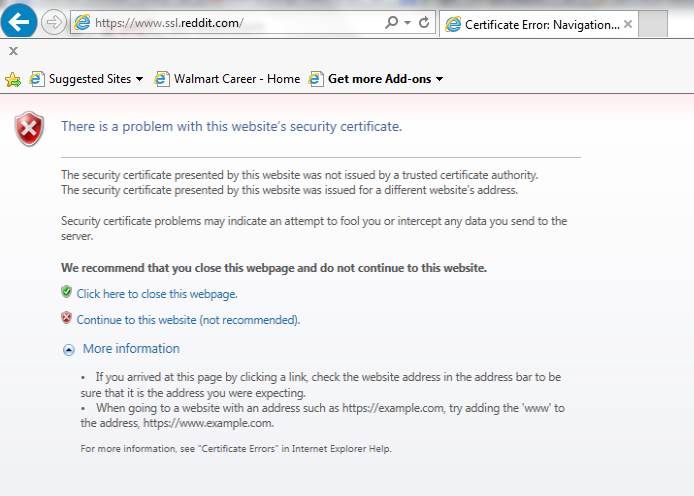 https://www.ssl.reddit.com/
Certificate Error: Navigation...
Suggested Sites
Walmart Career - Home
Get more Add-ons
There is a problem with this website's security certificate.
The security certificate presented by this website was not issued by a trusted certificate authority.
The security certificate presented by this website was issued for a different website's address.
Security certificate problems may indicate an attempt to fool you or intercept any data you send to the
server.
We recommend that you close this webpage and do not continue to this website.
Click here to close this webpage.
Continue to this website (not recommended).
More information
• If you arrived at this page by clicking a link, check the website address in the address bar to be
sure that it is the address you were expecting.
• When going to a website with an address such as https://example.com, try adding the 'www' to
the address, https://www.example.com.
For more information, see "Certificate Errors" in Internet Explorer Help.